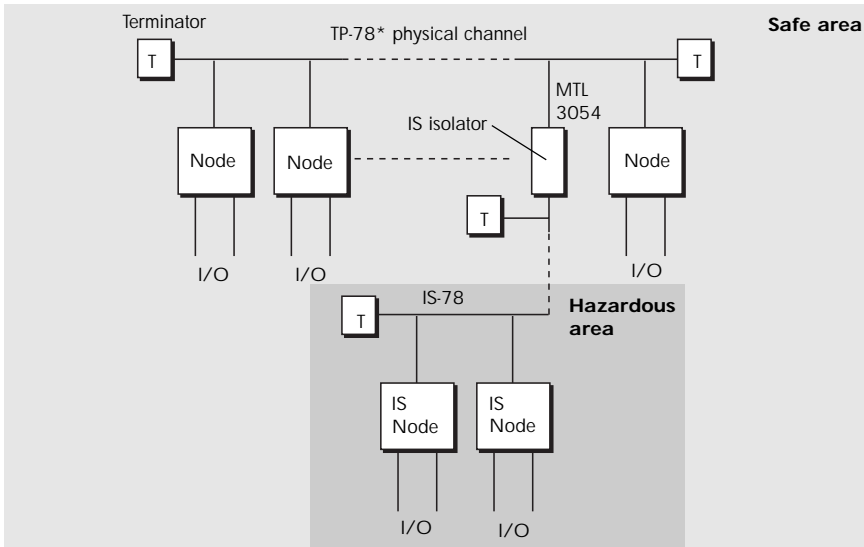 Terminator
TP-78* physical channel
Safe area
T
T
MTL
3054
IS isolator
Node
Node
Node
T
I/O
I/O
I/O
IS-78
Hazardous
area
T
IS
Node
IS
Node
I/O
I/O